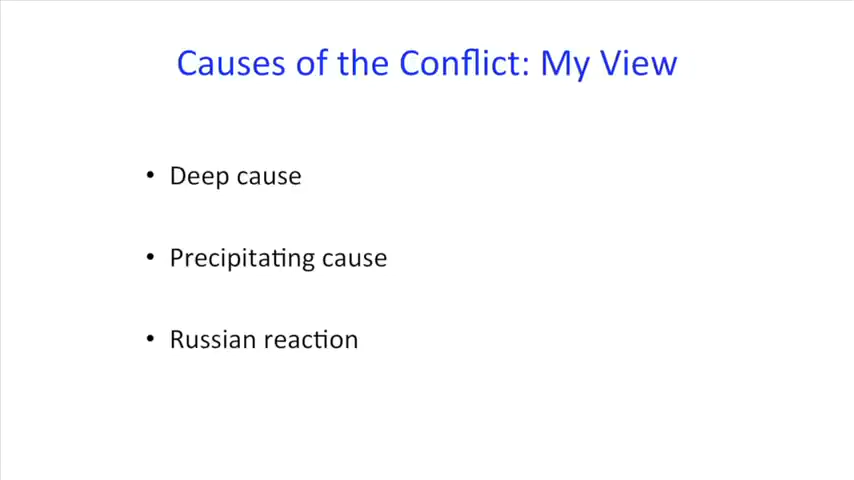 Causes of the Conflict: My View
• Deep cause
• Precipitating cause
• Russian reaction